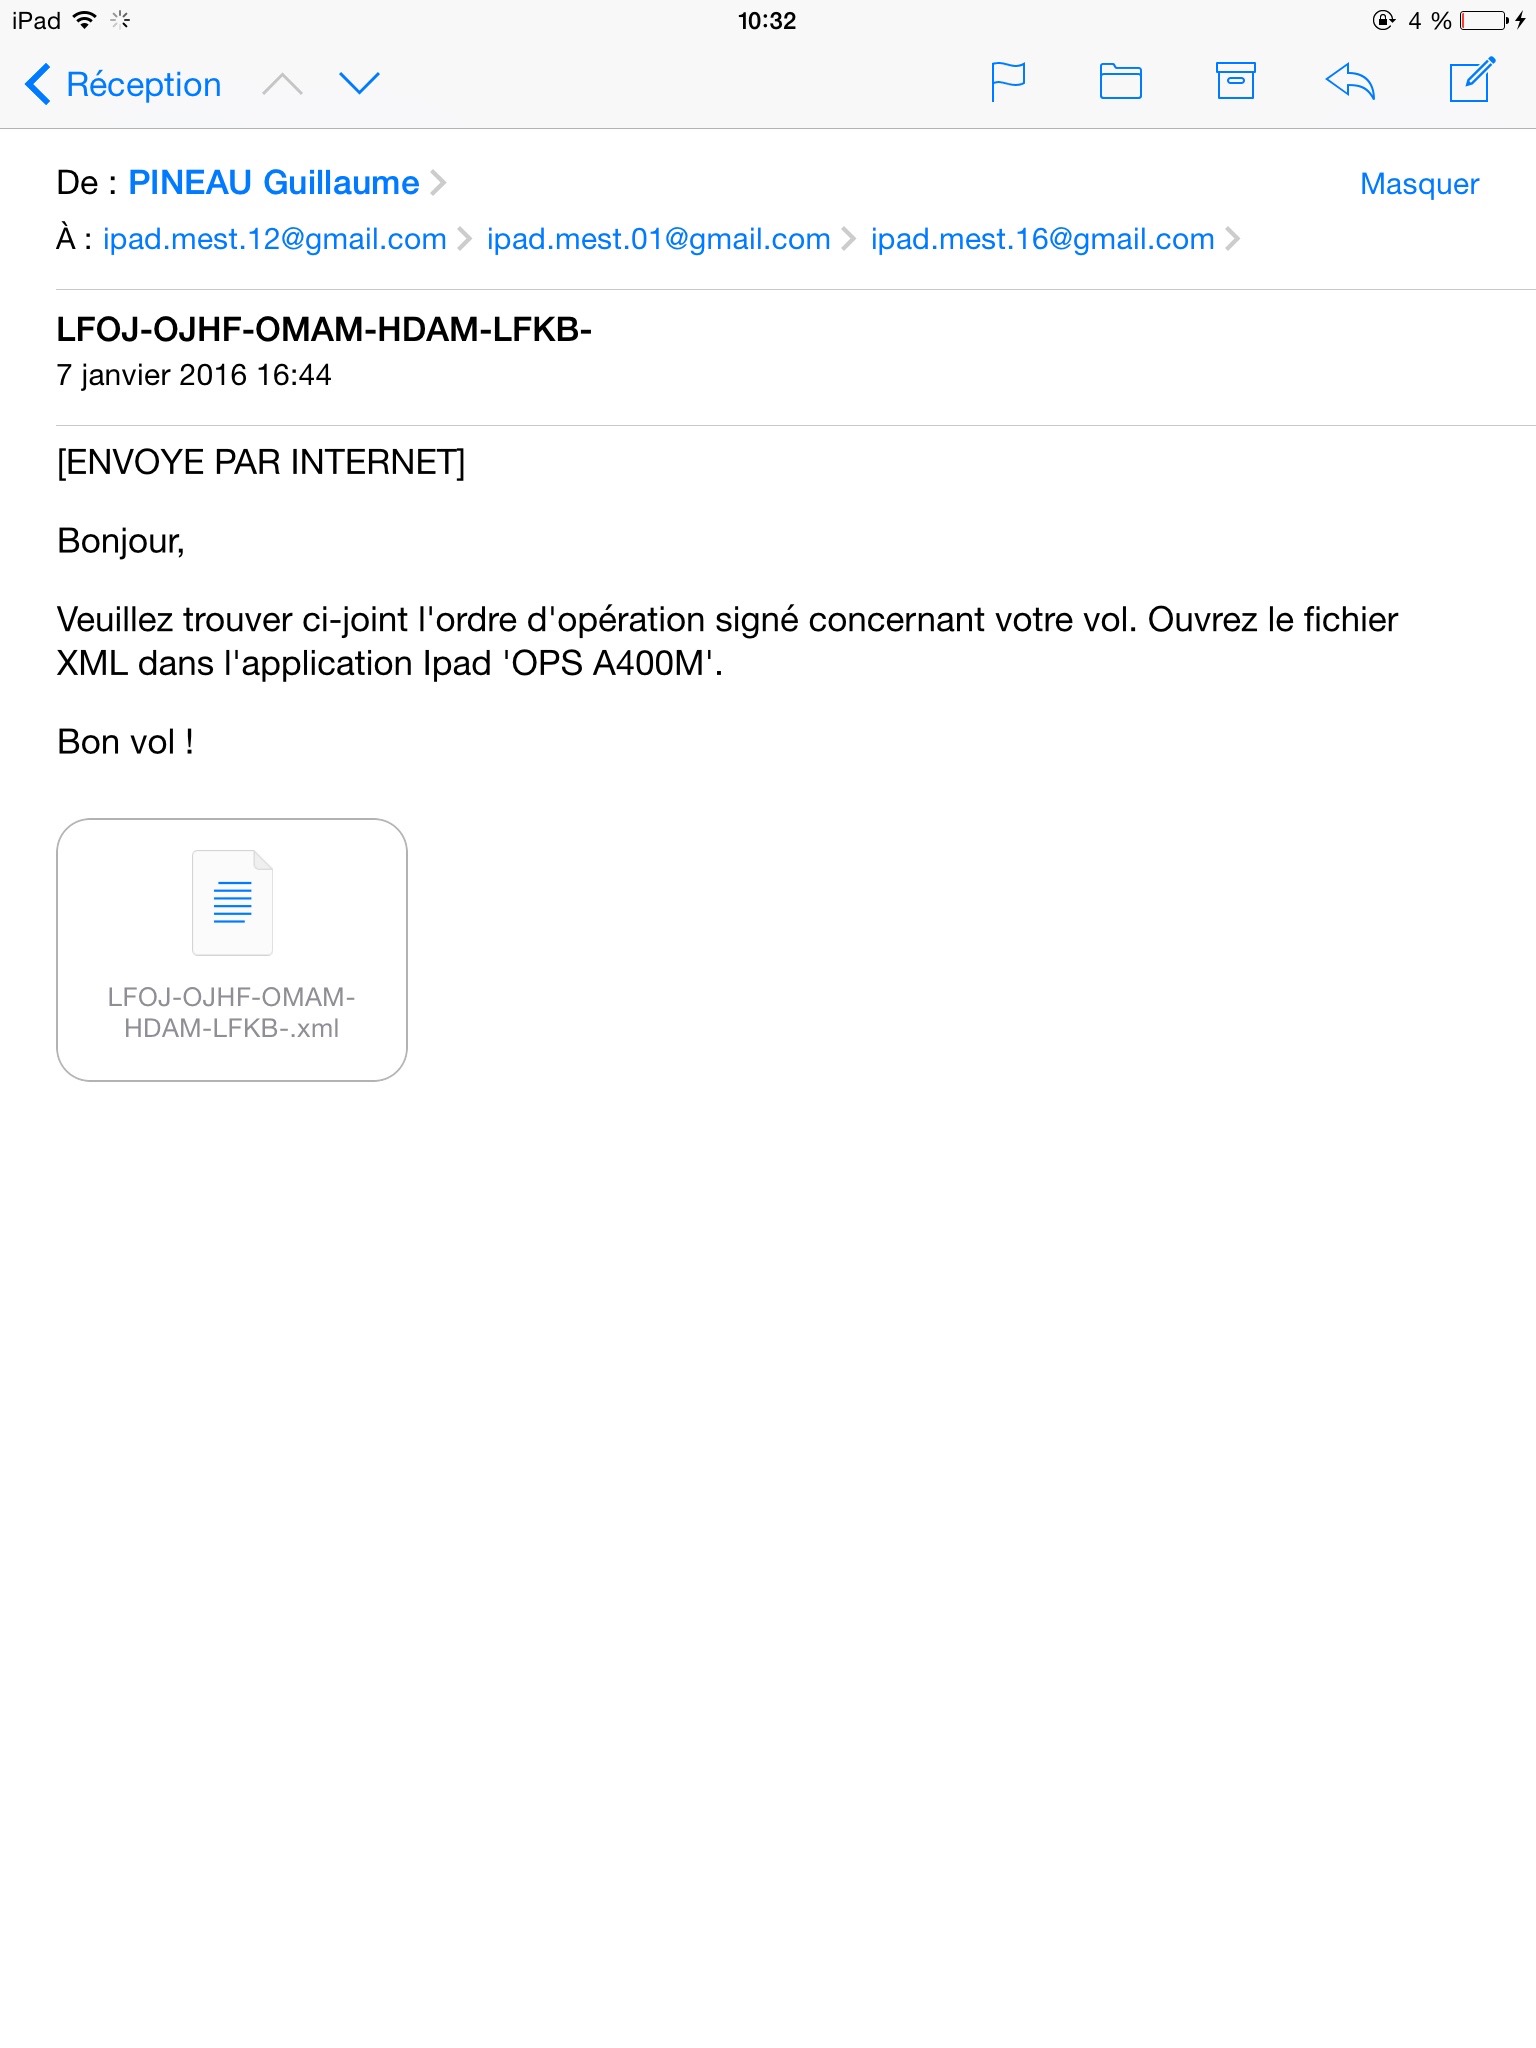 iPad 10:32 4 %
Réception
De : PINEAU Guillaume Masquer
À : ipad.mest.12@gmail.com ipad.mest.01@gmail.com ipad.mest.16@gmail.com
LFOJ-OJHF-OMAM-HDAM-LFKB-
7 janvier 2016 16:44
[ENVOYE PAR INTERNET]
Bonjour,
Veuillez trouver ci-joint l'ordre d'opération signé concernant votre vol. Ouvrez le fichier
XML dans l'application Ipad 'OPS A400M'.
Bon vol !
LFOJ-OJHF-OMAM-
HDAM-LFKB-.xml